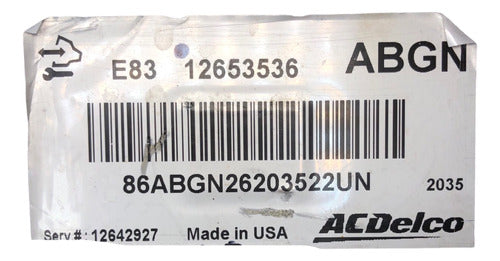 E83 12653536 ABGN
86ABGN26203522UN 2035
Serv #: 12642927 Made in USA ACDelco